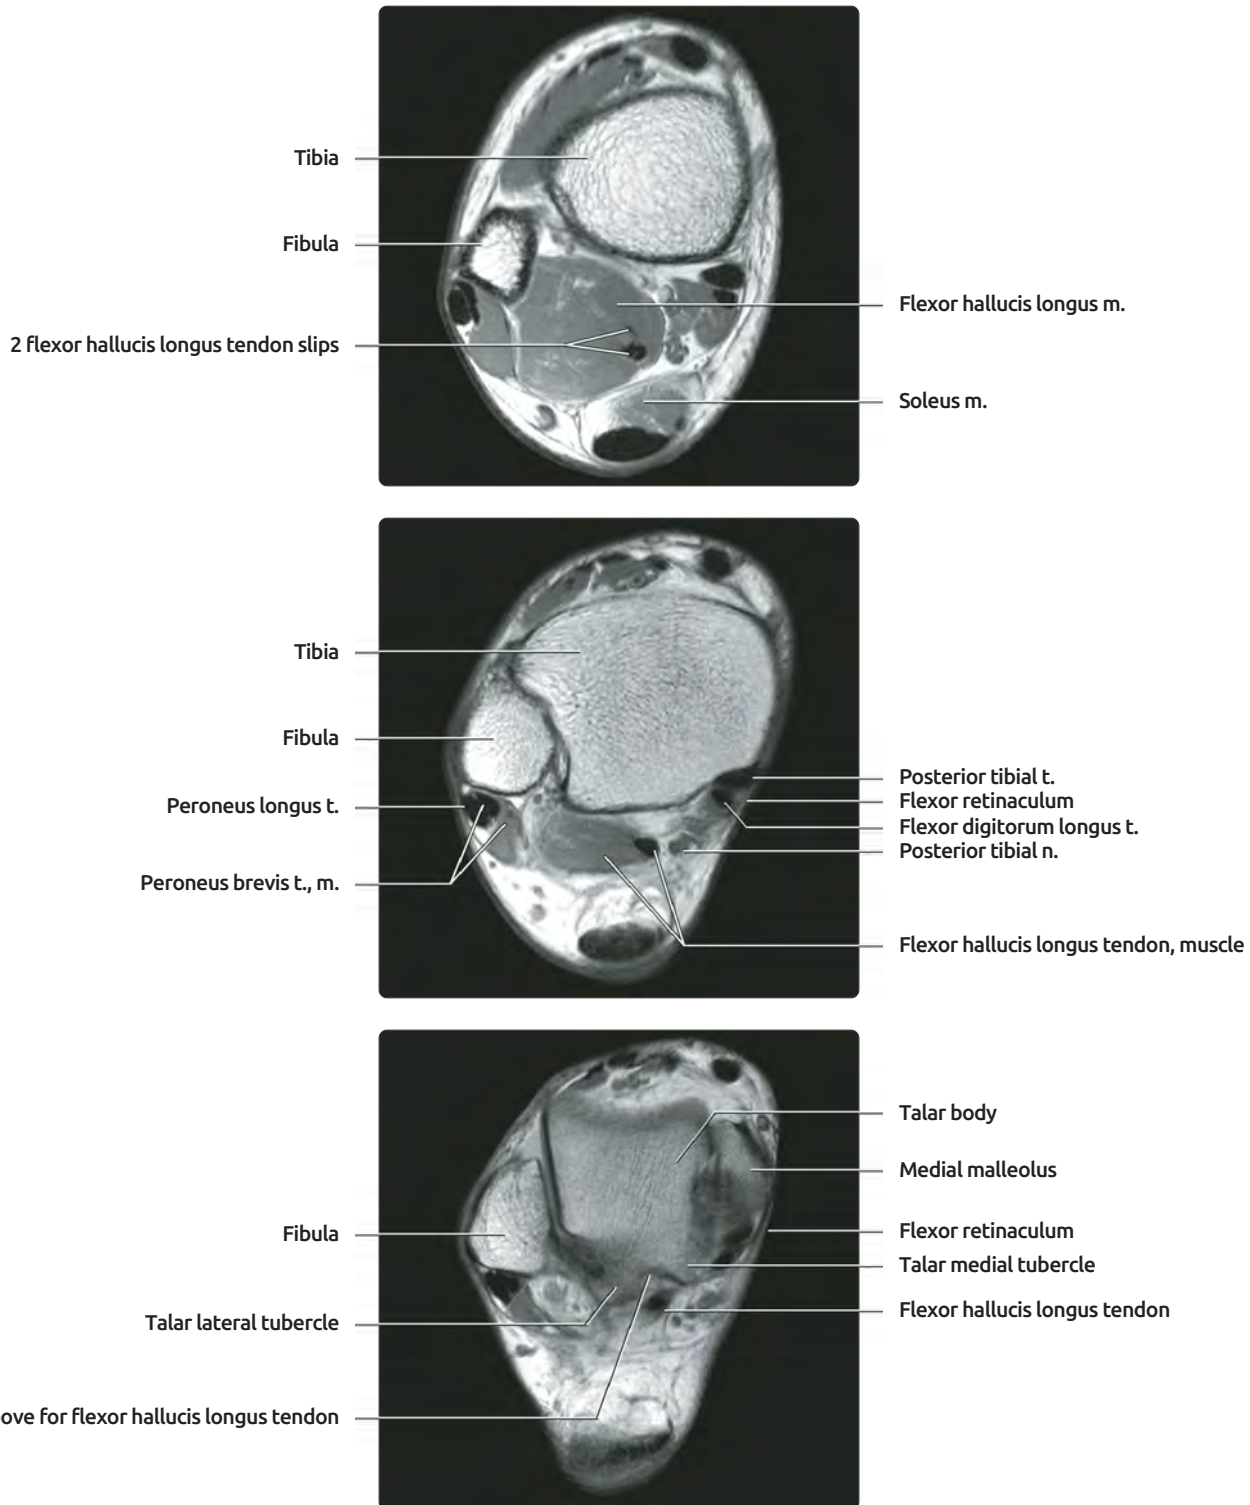 Tibia
Fibula
2 flexor hallucis longus tendon slips
Flexor hallucis longus m.
Soleus m.
Tibia
Fibula
Peroneus longus t.
Peroneus brevis t., m.
Posterior tibial t.
Flexor retinaculum
Flexor digitorum longus t.
Posterior tibial n.
Flexor hallucis longus tendon, muscle
Fibula
Talar lateral tubercle
for flexor hallucis longus tendon
Talar body
Medial malleolus
Flexor retinaculum
Talar medial tubercle
Flexor hallucis longus tendon